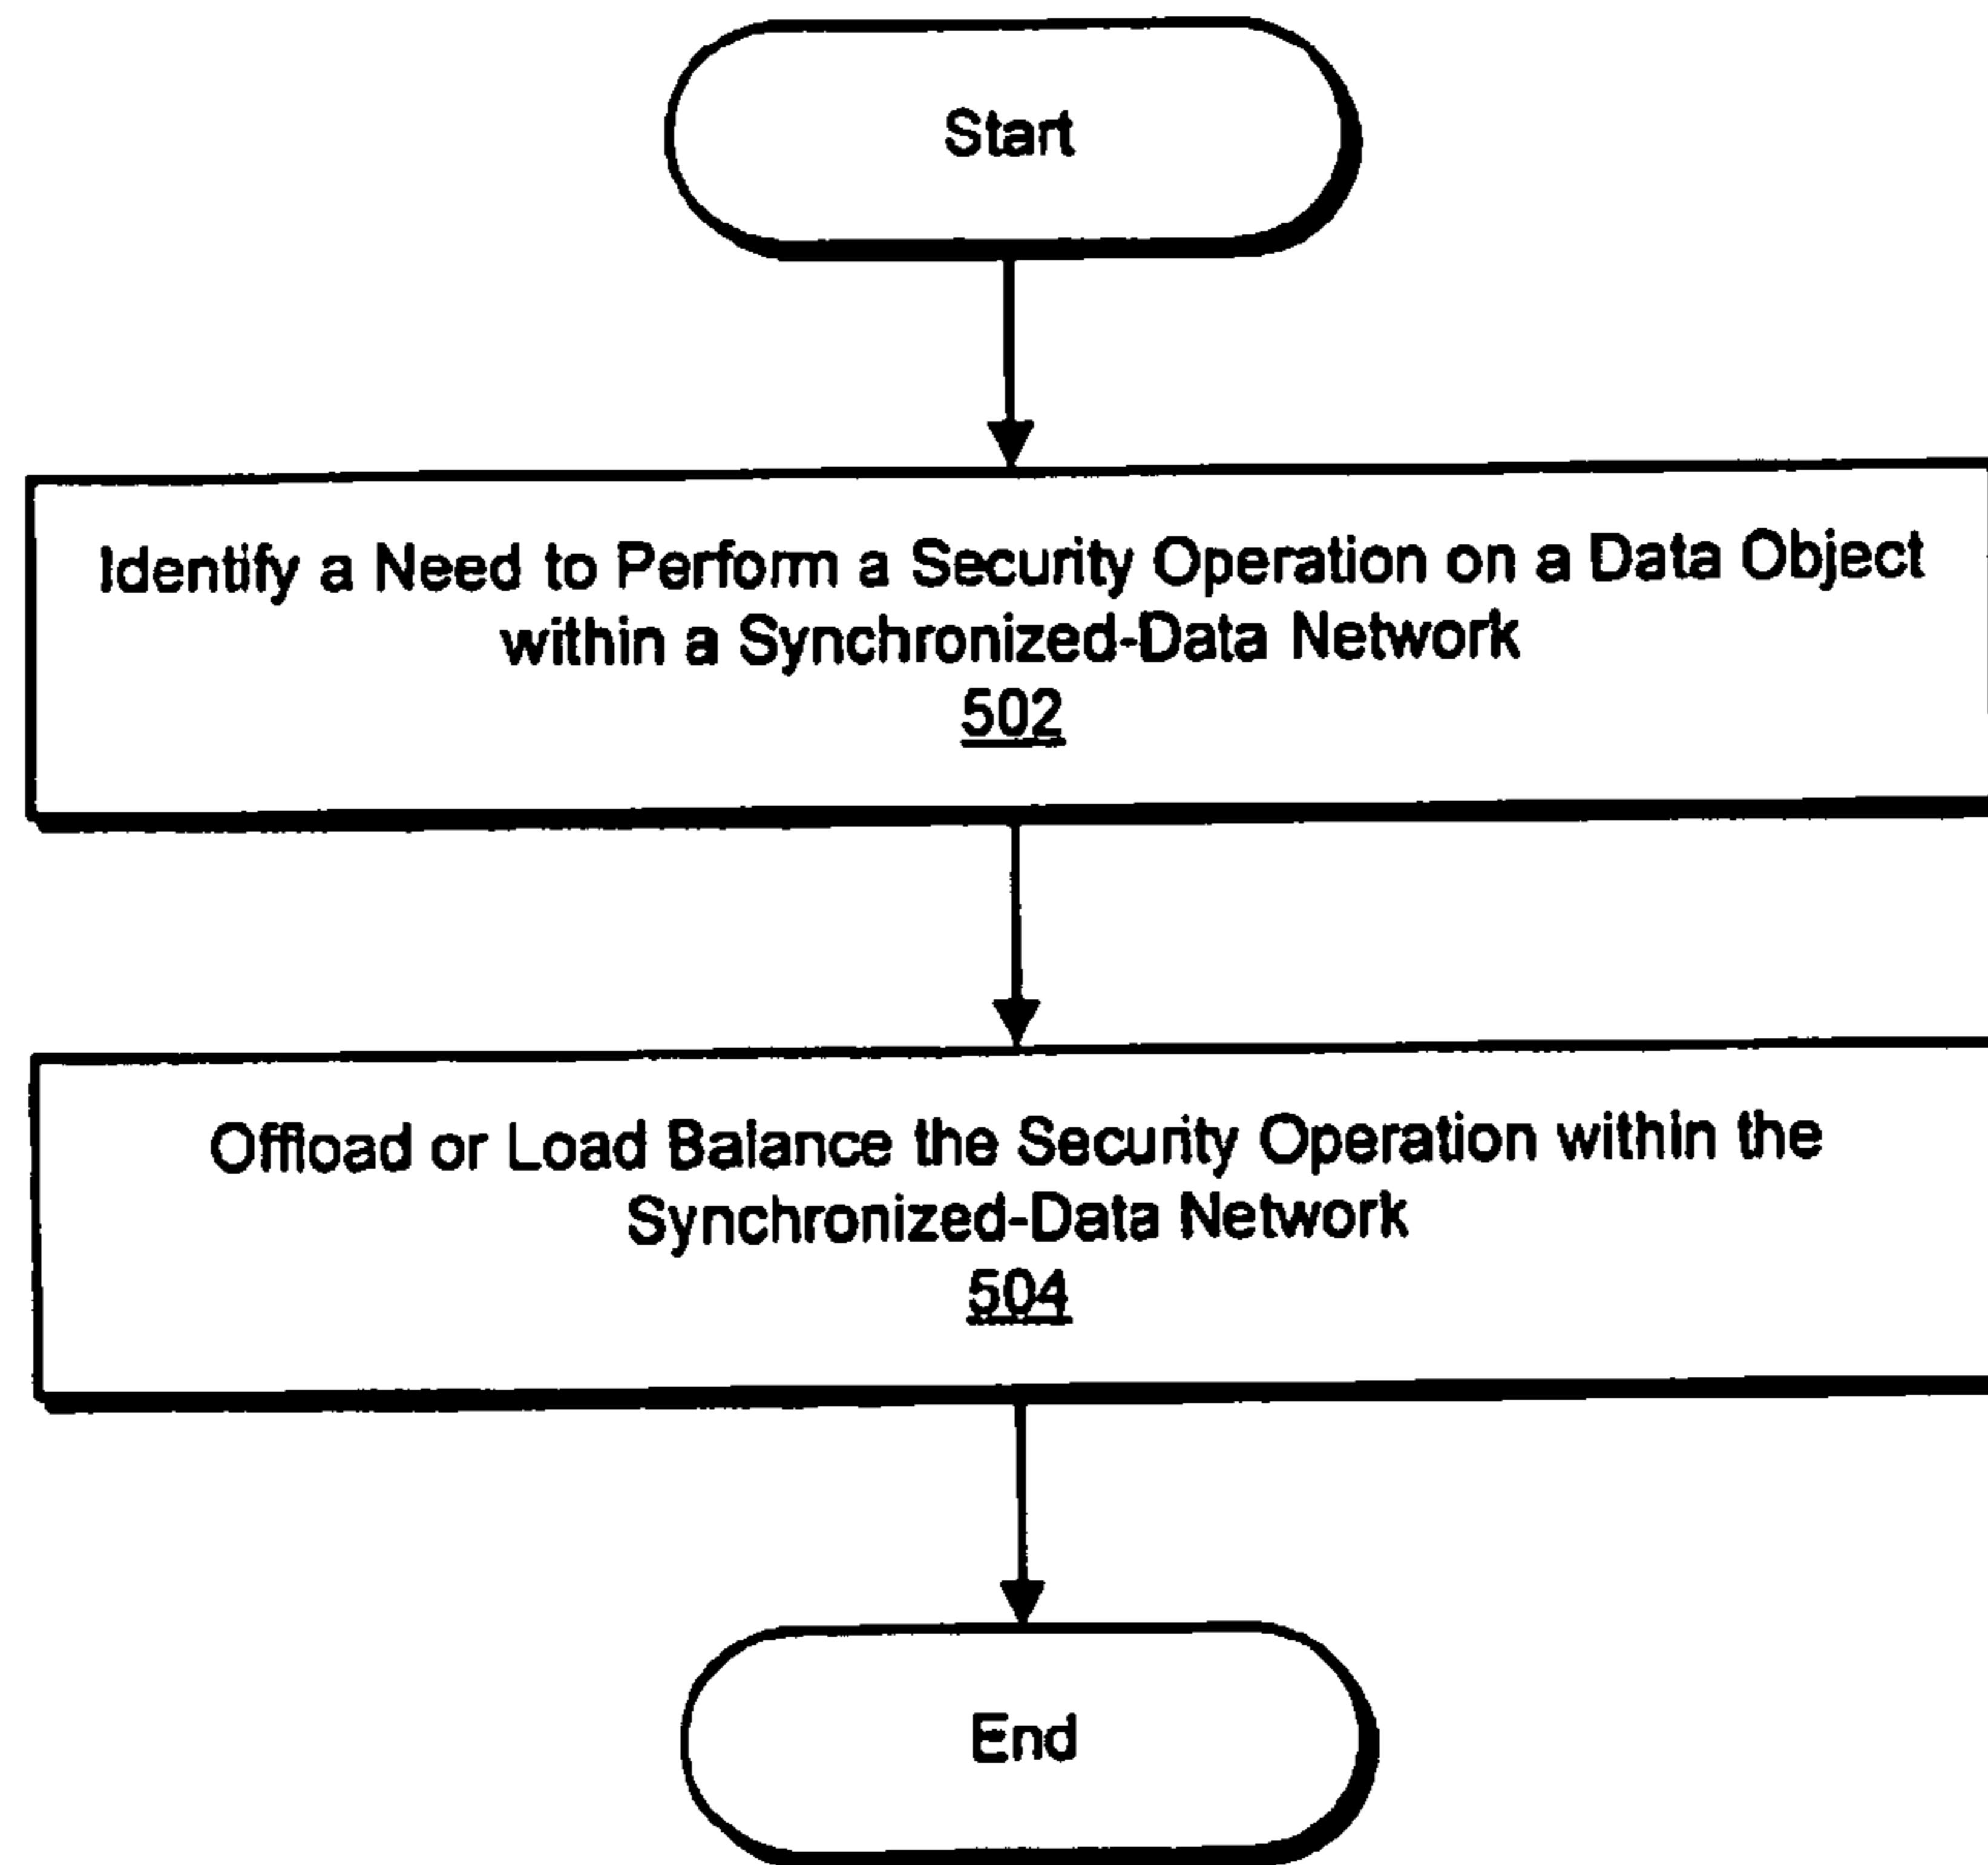 Start
Identify a Need to Perform a Security Operation on a Data Object
within a Synchronized-Data Network
502
Offload or Load Balance the Security Operation within the
Synchronized-Data Network
504
End